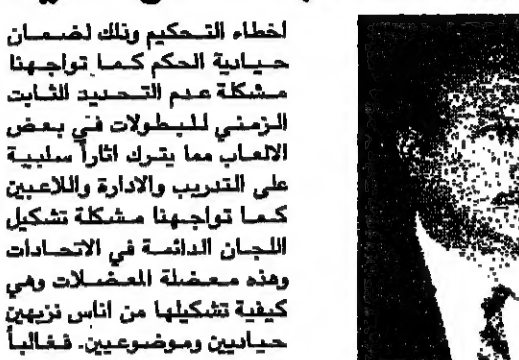 لخطاء التحكيم وذلك لضمان
حيادية الحكم كما تواجهنا
مشكلة عدم التحديد الثابت
الزمني للبطولات في بعض
الالعاب مما يترك اثاراً سلبية
على التدريب والادارة واللاعبين
كما تواجهنا مشكلة تشكيل
اللجان الدائمة في الاتحادات
وهذه معضلة المعضلات وهي
كيفية تشكيلها من اناس نزيهين
حياديين وموضوعيين. فغالباً